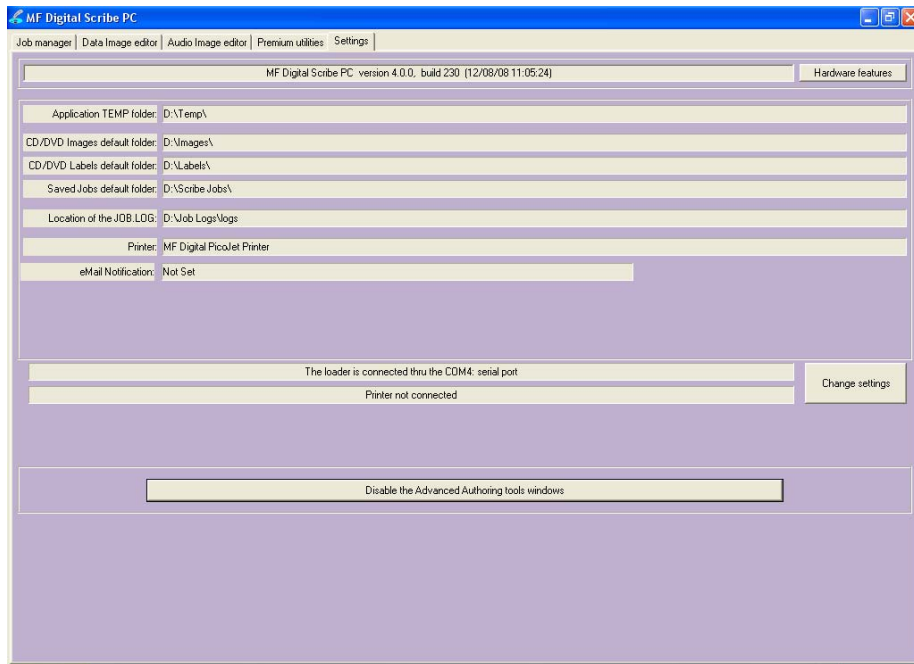 MF Digital Scribe PC
Job manager Data Image editor Audio Image editor Premium utilities Settings
MF Digital Scribe PC version 4.0.0, build 230 (12/08/08 11:05:24) Hardware features
Application TEMP folder: D:\Temp\
CD/DVD Images default folder: D:\Images\
CD/DVD Labels default folder: D:\Labels\
Saved Jobs default folder: D:\Scribe Jobs\
Location of the JOB.LOG: D:\Job Logs\logs
Printer: MF Digital PicoJet Printer
eMail Notification: Not Set
The loader is connected thru the COM4: serial port
Change settings
Printer not connected
Disable the Advanced Authoring tools windows